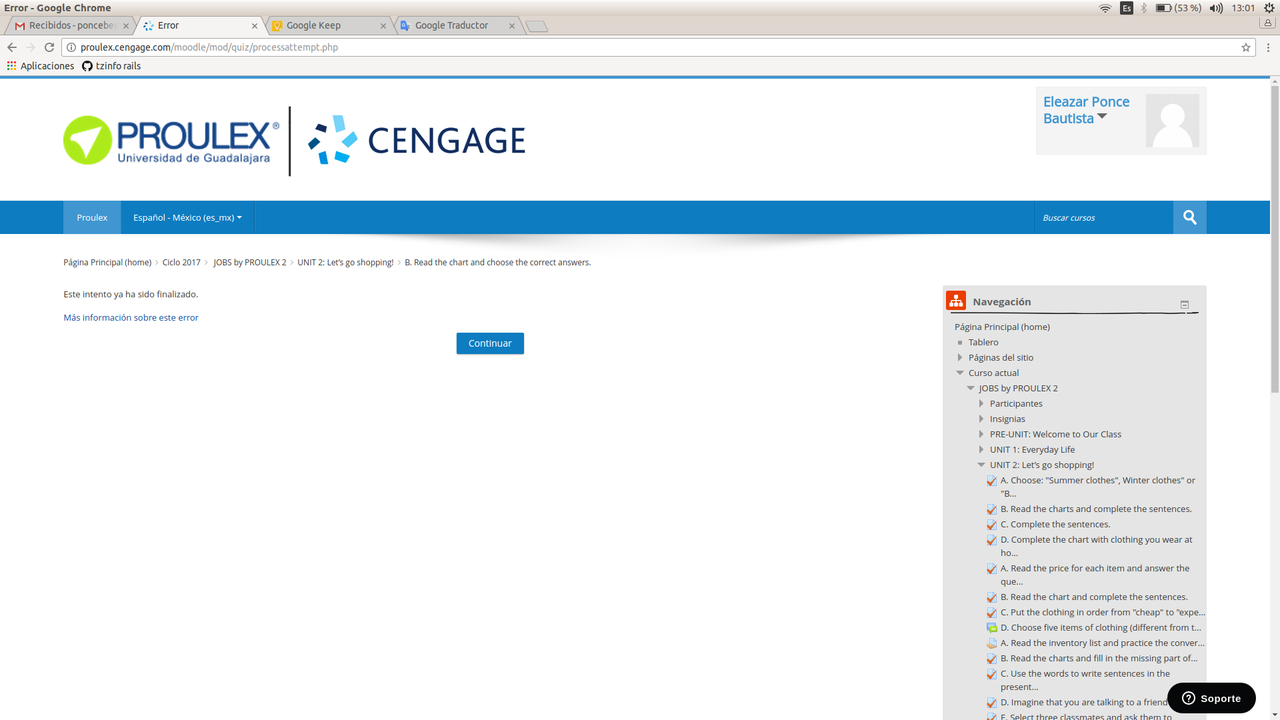 Error - Google Chrome
Es
(53 %)
13:01
Recibidos - poncebe
Error
Google Keep
Google Traductor
proulex.cengage.com/moodle/mod/quiz/processattempt.php
Aplicaciones
tzinfo rails
PROULEX®
Universidad de Guadalajara
CENGAGE
Eleazar Ponce
Bautista
Proulex
Español - México (es_mx)
Buscar cursos
Página Principal (home) › Ciclo 2017 › JOBS by PROULEX 2 › UNIT 2: Let's go shopping! › B. Read the chart and choose the correct answers.
Este intento ya ha sido finalizado.
Más información sobre este error
Continuar
Navegación
Página Principal (home)
Tablero
Páginas del sitio
Curso actual
JOBS by PROULEX 2
Participantes
Insignias
PRE-UNIT: Welcome to Our Class
UNIT 1: Everyday Life
UNIT 2: Let's go shopping!
A. Choose: "Summer clothes", Winter clothes" or
"B...
B. Read the charts and complete the sentences.
C. Complete the sentences.
D. Complete the chart with clothing you wear at
ho...
A. Read the price for each item and answer the
que...
B. Read the chart and complete the sentences.
C. Put the clothing in order from "cheap" to "expe...
D. Choose five items of clothing (different from t...
A. Read the inventory list and practice the conver...
B. Read the charts and fill in the missing part of...
C. Use the words to write sentences in the
present...
D. Imagine that you are talking to a friend
E. Select three classmates and ask them to
Soporte